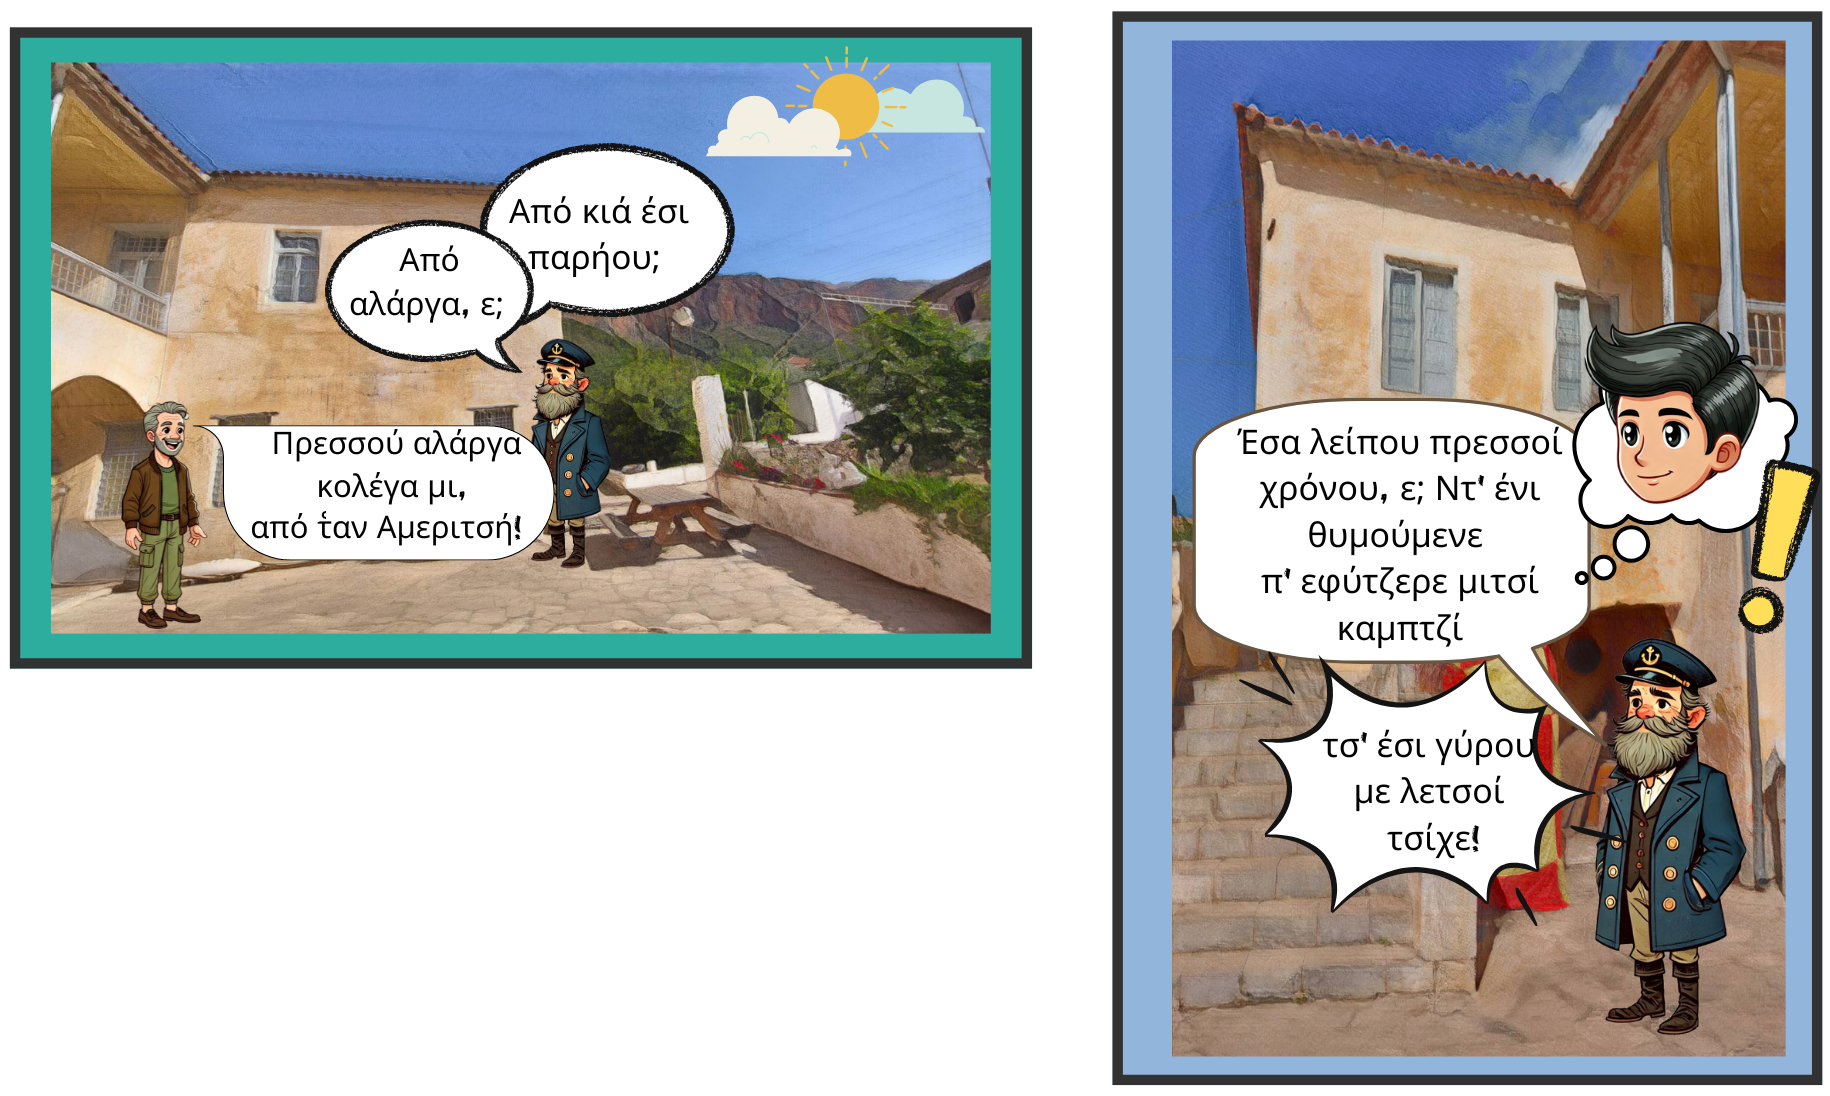 Από κιά έσι
παρήου;
Από
αλάργα, ε;
Πρεσσού αλάργα
κολέγα μι,
από τ̔αν Αμεριτσή!
Έσα λείπου πρεσσοί
χρόνου, ε; Ντ' ένι
θυμούμενε
π' εφύτζερε μιτσί
καμπτζί
τσ' έσι γύρου
με λετσοί
τσίχε!